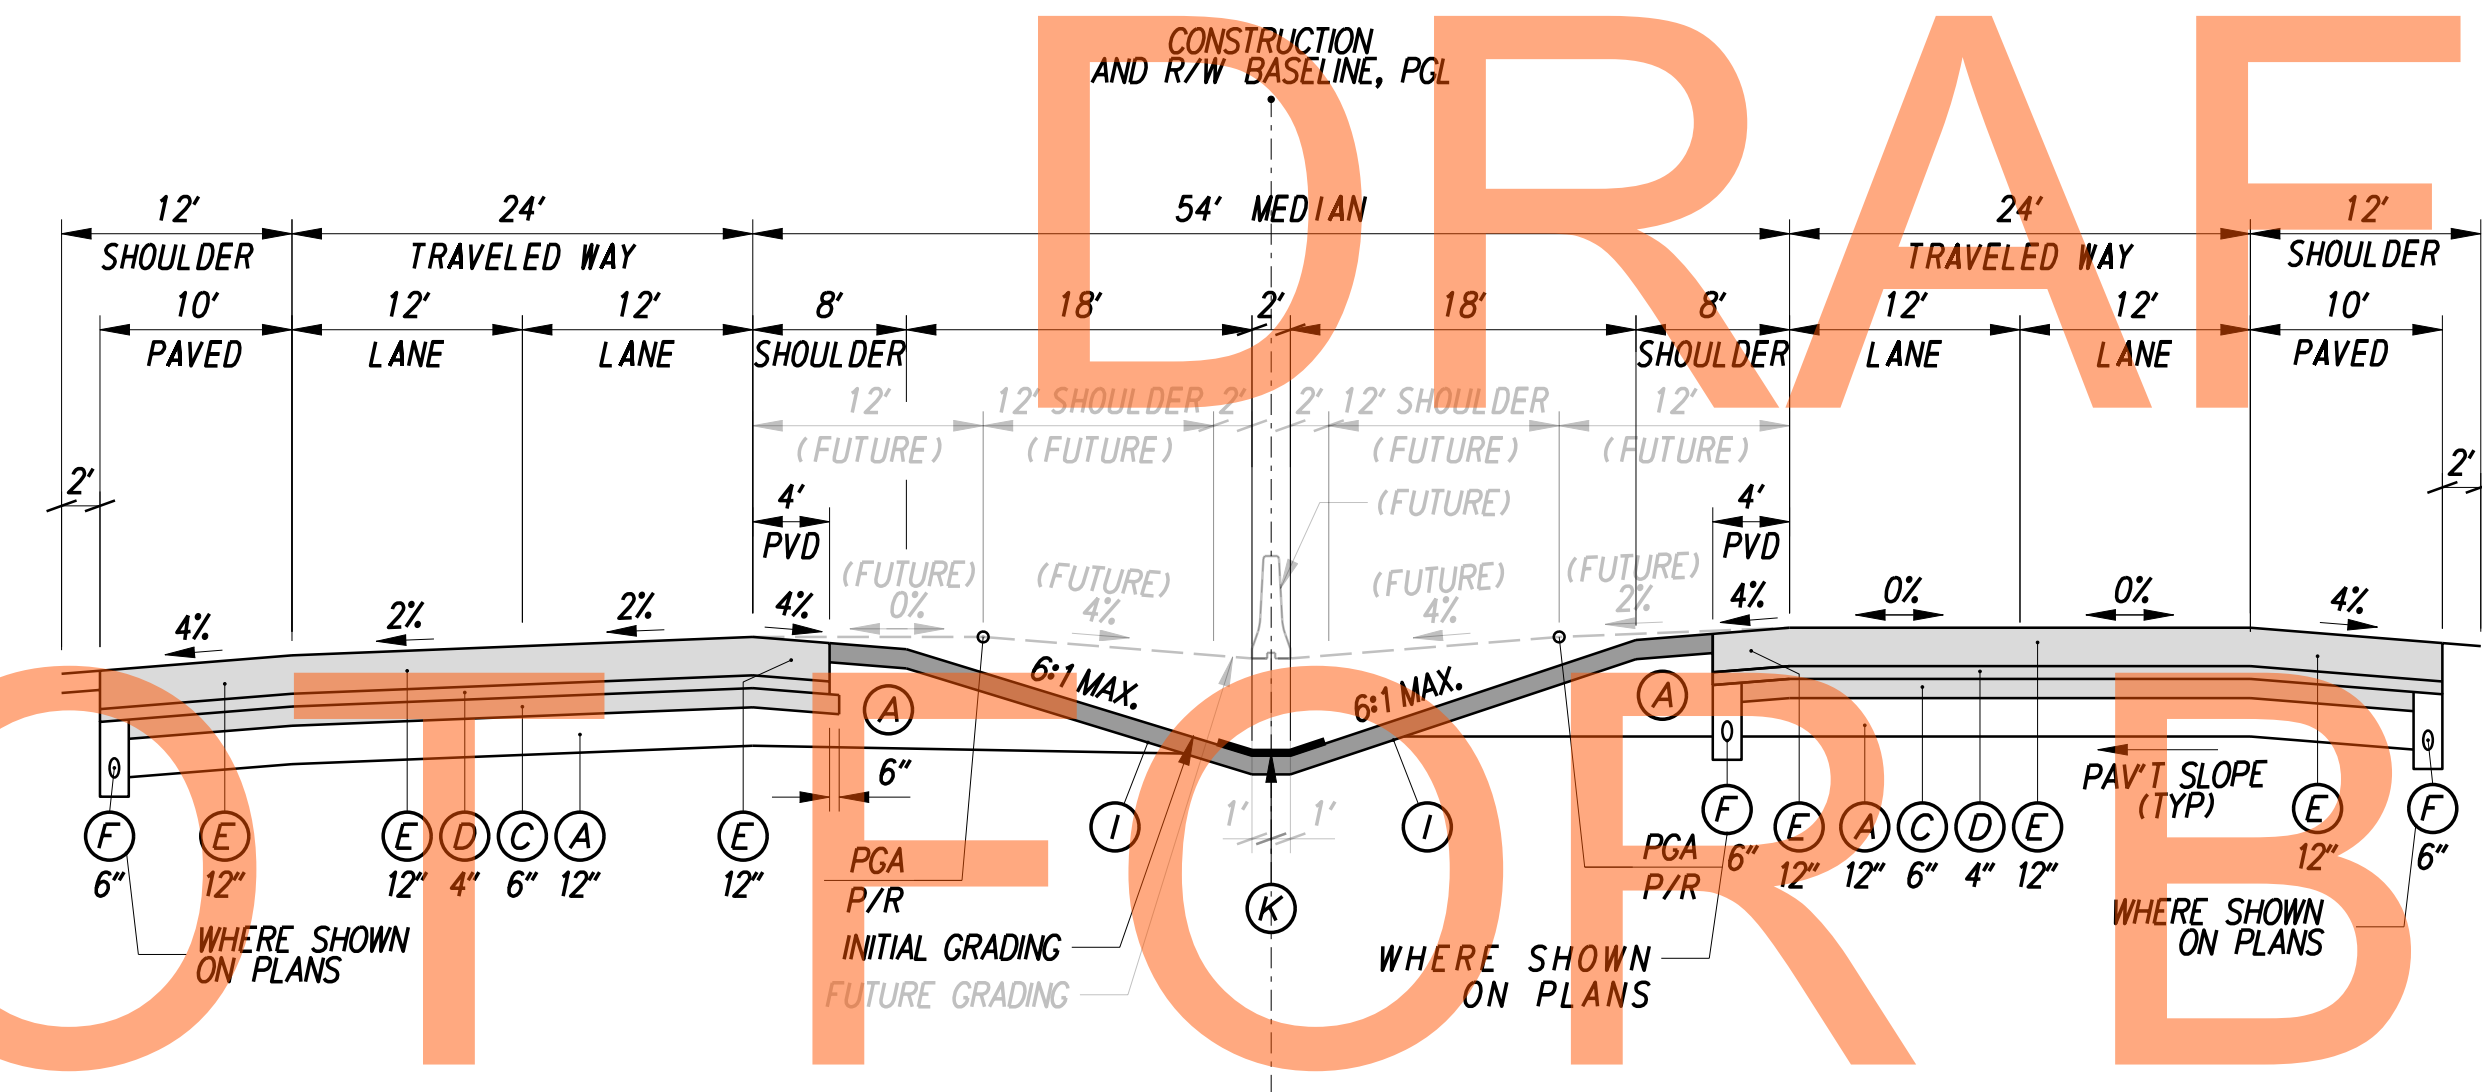 CONSTRUCTION
AND R/W BASELINE, PGL
12' 24' 54' MEDIAN 24' 12'
SHOULDER TRAVELED WAY TRAVELED WAY SHOULDER
10' 12' 12' 8' 18' 2' 18' 8' 12' 12' 10'
PAVED LANE LANE SHOULDER SHOULDER LANE LANE PAVED
12' 12' SHOULDER 2' 2' 12' SHOULDER 12'
(FUTURE) (FUTURE) (FUTURE) (FUTURE)
2' 4' (FUTURE) 4' 2'
PVD PVD
(FUTURE) (FUTURE) (FUTURE) (FUTURE)
4% 2% 2% 4% 0% 4% 4% 2% 4% 0% 0% 4%
6:1 MAX. 6:1 MAX.
A A
6"
PAV'T SLOPE
(TYP)
1' 1'
F E E D C A E I I F E A C D E E F
6" 12" 12" 4" 6" 12" 12" 6" 12" 12" 6" 4" 12" 12" 6"
PGA PGA
P/R P/R
K
WHERE SHOWN
ON PLANS
INITIAL GRADING
FUTURE GRADING
WHERE SHOWN
ON PLANS
WHERE SHOWN
ON PLANS
DRAF
OT FOR B